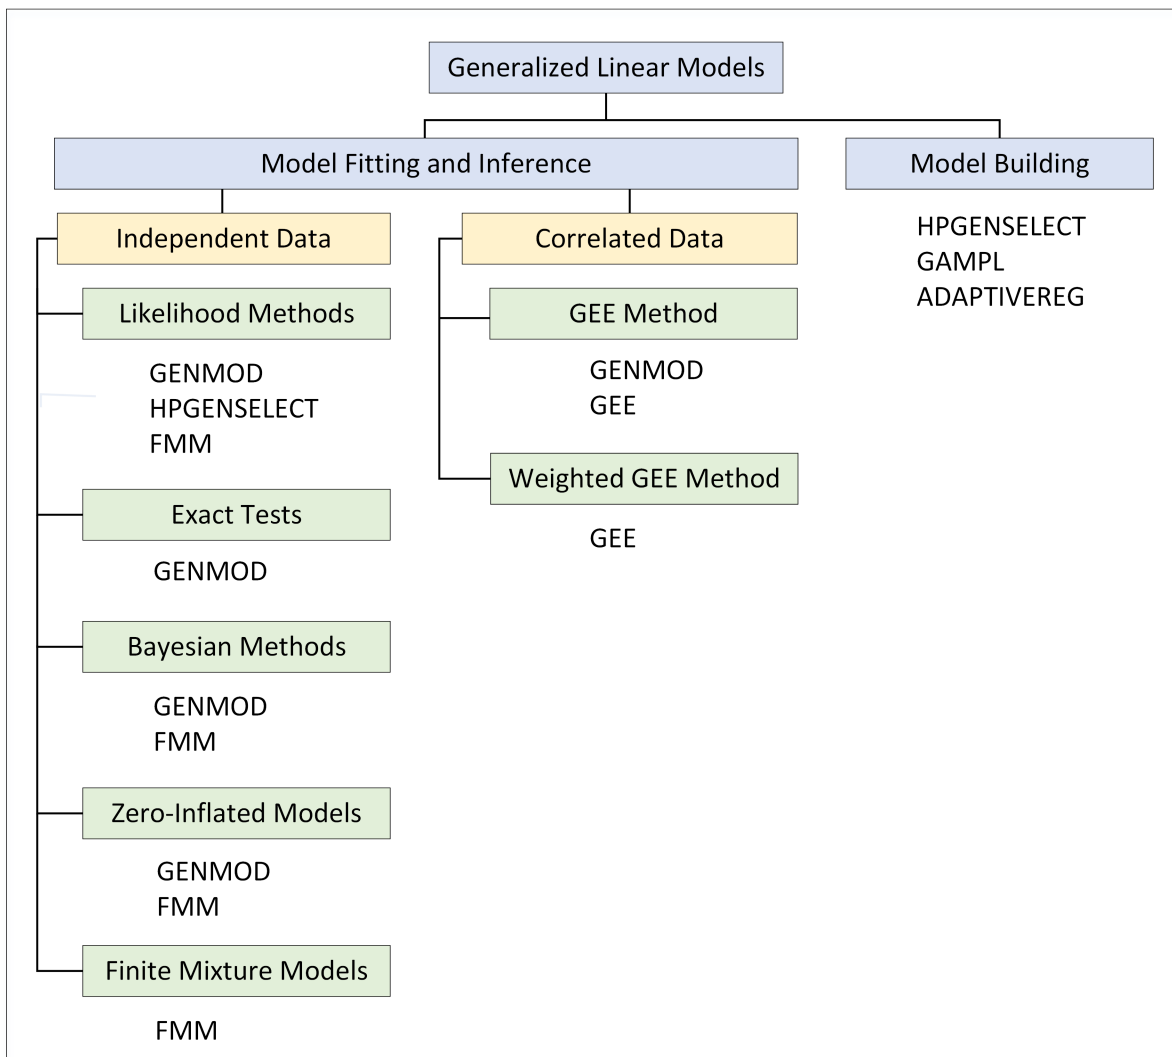 Generalized Linear Models
Model Fitting and Inference
Model Building
Independent Data
Likelihood Methods
GENMOD
HPGENSELECT
FMM
Exact Tests
GENMOD
Bayesian Methods
GENMOD
FMM
Zero-Inflated Models
GENMOD
FMM
Finite Mixture Models
FMM
Correlated Data
GEE Method
GENMOD
GEE
Weighted GEE Method
GEE
HPGENSELECT
GAMPL
ADAPTIVEREG